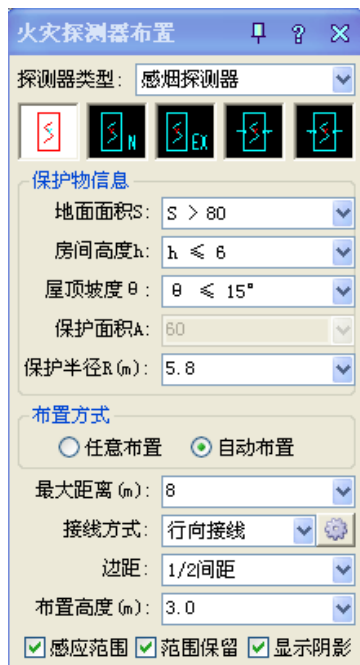 火灾探测器布置
探测器类型: 感烟探测器
N EX
保护物信息
地面面积S: S > 80
房间高度h: h ≤ 6
屋顶坡度θ: θ ≤ 15°
保护面积A: 60
保护半径R(m): 5.8
布置方式
任意布置 自动布置
最大距离(m): 8
接线方式: 行向接线
边距: 1/2间距
布置高度(m): 3.0
感应范围 范围保留 显示阴影